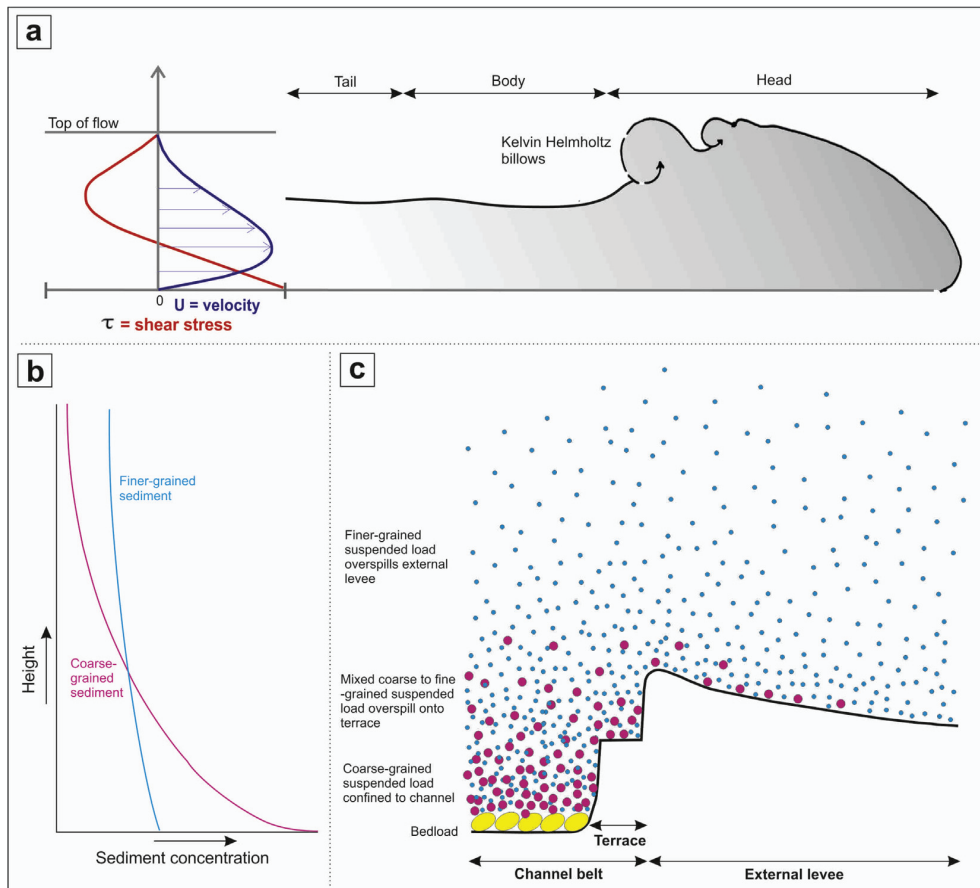 a
Tail
Body
Head
Top of flow
Kelvin Helmholtz
billows
0
U = velocity
τ = shear stress
b
Finer-grained
sediment
Coarse-
grained
sediment
Height
Sediment concentration
c
Finer-grained
suspended load
overspills external
levee
Mixed coarse to fine
-grained suspended
load overspill onto
terrace
Coarse-grained
suspended load
confined to channel
Bedload
Terrace
Channel belt
External levee